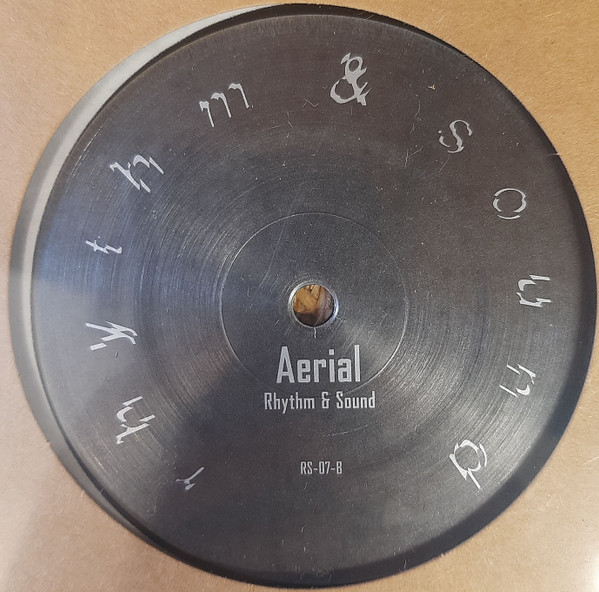 rhythm & sound
Aerial
Rhythm & Sound
RS-07-B